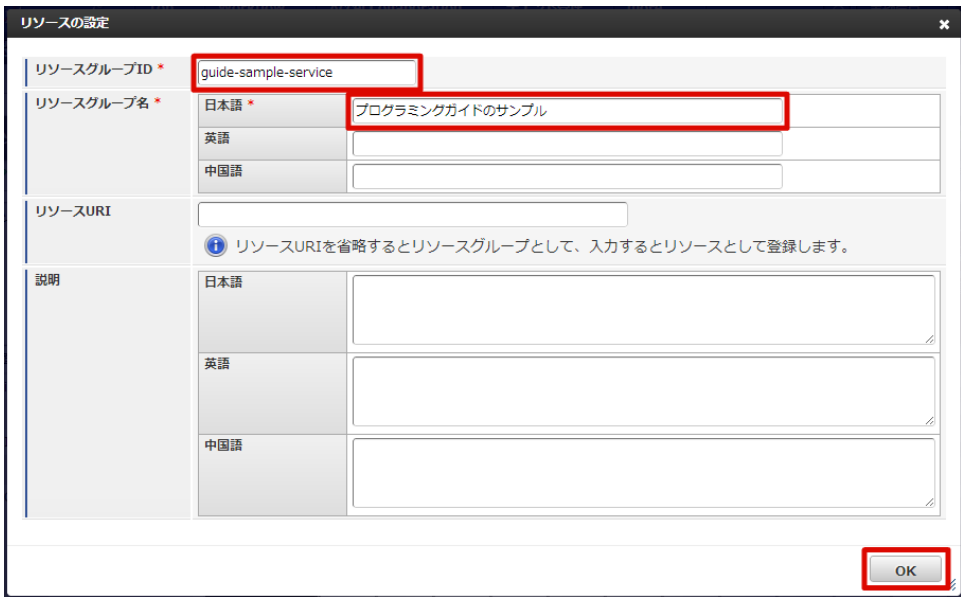 リソースの設定
リソースグループID *
guide-sample-service
リソースグループ名 *
日本語 *
プログラミングガイドのサンプル
英語
中国語
リソースURI
リソースURIを省略するとリソースグループとして、入力するとリソースとして登録します。
説明
日本語
英語
中国語
OK